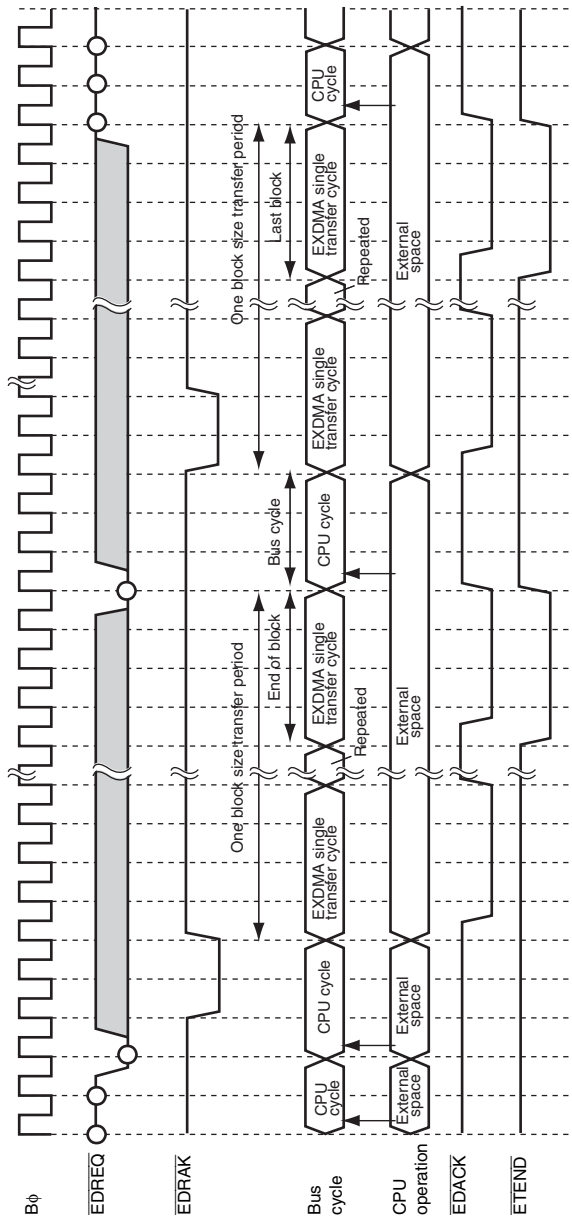 Bϕ
EDREQ
EDRAK
One block size transfer period
One block size transfer period
End of block
Bus cycle
Last block
Bus
cycle
CPU
cycle
CPU cycle
EXDMA single
transfer cycle
Repeated
EXDMA single
transfer cycle
CPU cycle
EXDMA single
transfer cycle
Repeated
EXDMA single
transfer cycle
CPU
cycle
CPU
operation
External
space
External
space
External
space
External
space
EDACK
ETEND